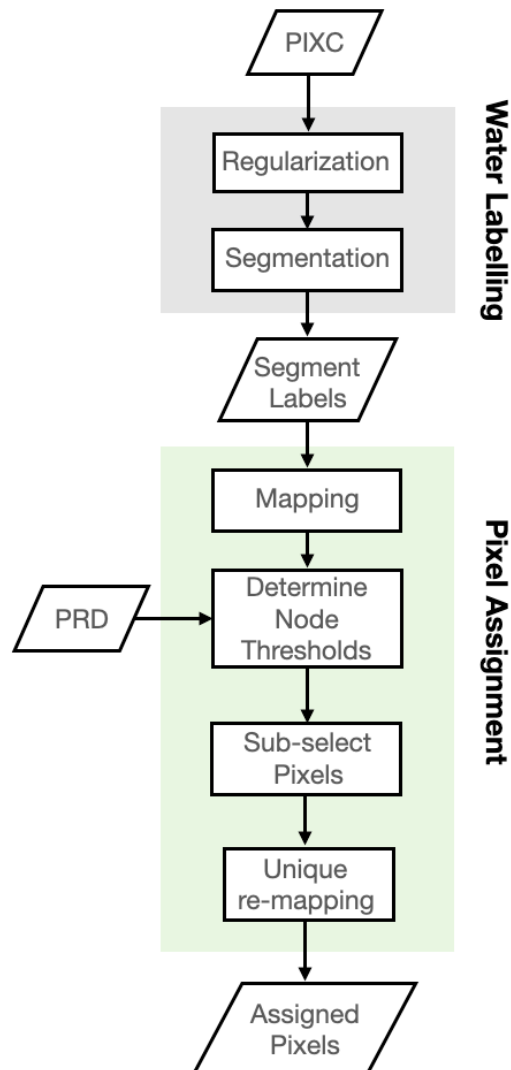 PIXC
Water Labelling
Regularization
Segmentation
Segment
Labels
Pixel Assignment
Mapping
PRD
Determine
Node
Thresholds
Sub-select
Pixels
Unique
re-mapping
Assigned
Pixels